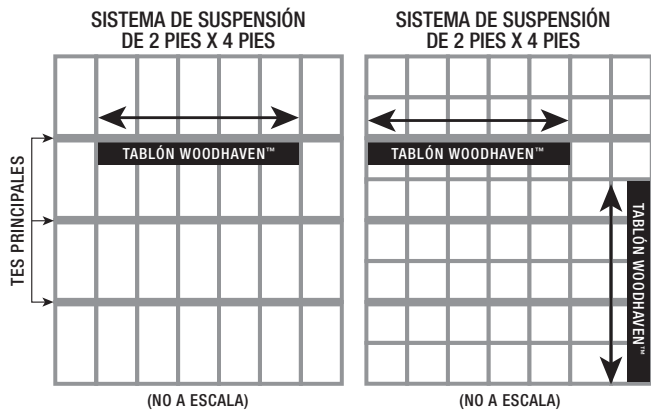 SISTEMA DE SUSPENSIÓN
DE 2 PIES X 4 PIES
TES PRINCIPALES
TABLÓN WOODHAVEN™
(NO A ESCALA)
SISTEMA DE SUSPENSIÓN
DE 2 PIES X 4 PIES
TABLÓN WOODHAVEN™
TABLÓN WOODHAVEN™
(NO A ESCALA)